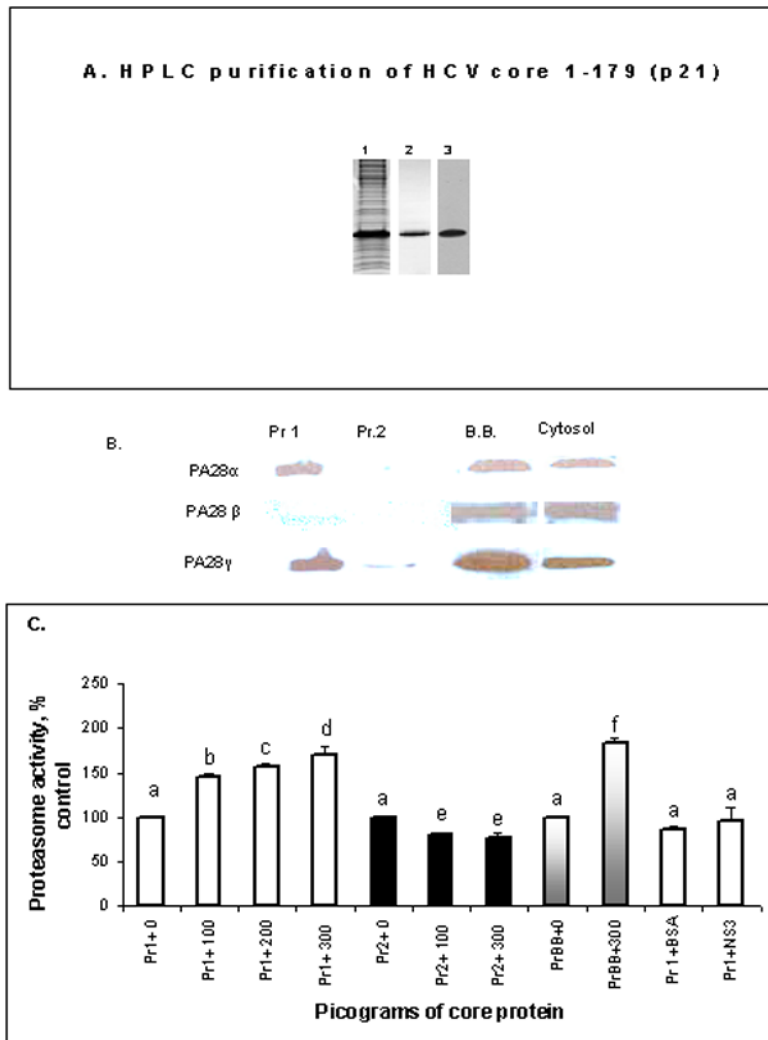 A. HPLC purification of HCV core 1-179 (p21)
1 2 3
B.
Pr 1 Pr.2 B.B. Cytosol
PA28α
PA28 β
PA28γ
C.
Proteasome activity, %
control
250
200
150
100
50
0
a b c d a e e a f a a
Pr1+ 0 Pr1+ 100 Pr1+ 200 Pr1+ 300 Pr2+ 0 Pr2+ 100 Pr2+ 300 PrBB+0 PrBB+300 Pr 1+BSA Pr1+NS3
Picograms of core protein